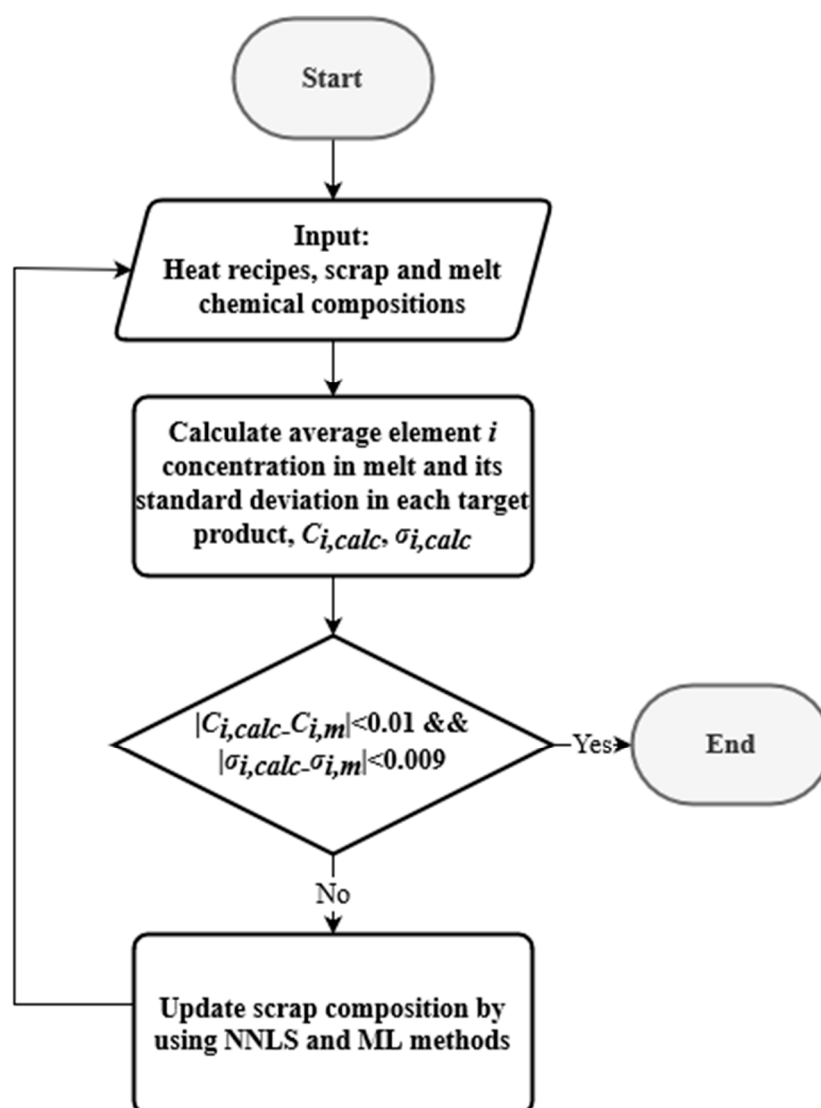 Start
Input:
Heat recipes, scrap and melt
chemical compositions
Calculate average element i
concentration in melt and its
standard deviation in each target
product, Ci,calc, σi,calc
|Ci,calc-Ci,m|<0.01 &&
|σi,calc-σi,m|<0.009
Yes
End
No
Update scrap composition by
using NNLS and ML methods